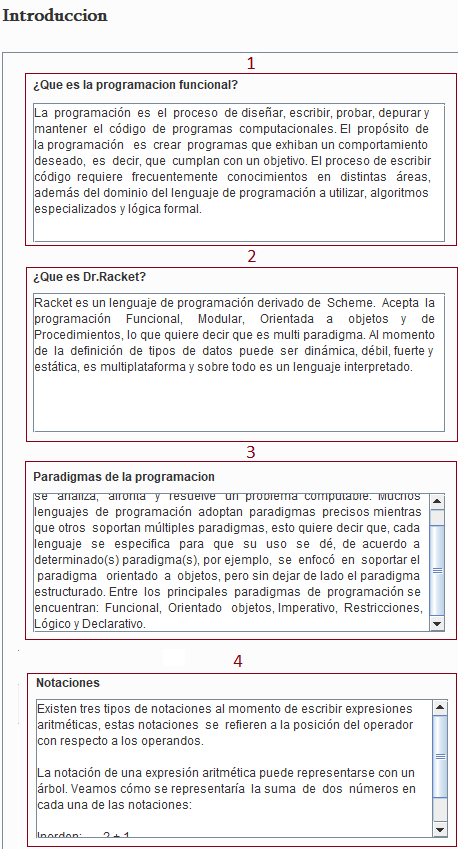 Introduccion
1
¿Que es la programacion funcional?
La programación es el proceso de diseñar, escribir, probar, depurar y
mantener el código de programas computacionales. El propósito de
la programación es crear programas que exhiban un comportamiento
deseado, es decir, que cumplan con un objetivo. El proceso de escribir
código requiere frecuentemente conocimientos en distintas áreas,
además del dominio del lenguaje de programación a utilizar, algoritmos
especializados y lógica formal.
2
¿Que es Dr.Racket?
Racket es un lenguaje de programación derivado de Scheme. Acepta la
programación Funcional, Modular, Orientada a objetos y de
Procedimientos, lo que quiere decir que es multi paradigma. Al momento
de la definición de tipos de datos puede ser dinámica, débil, fuerte y
estática, es multiplataforma y sobre todo es un lenguaje interpretado.
3
Paradigmas de la programacion
se analiza, afronta y resuelve un problema computable. Muchos
lenguajes de programación adoptan paradigmas precisos mientras
que otros soportan múltiples paradigmas, esto quiere decir que, cada
lenguaje se especifica para que su uso se dé, de acuerdo a
determinado(s) paradigma(s), por ejemplo, se enfocó en soportar el
paradigma orientado a objetos, pero sin dejar de lado el paradigma
estructurado. Entre los principales paradigmas de programación se
encuentran: Funcional, Orientado objetos, Imperativo, Restricciones,
Lógico y Declarativo.
4
Notaciones
Existen tres tipos de notaciones al momento de escribir expresiones
aritméticas, estas notaciones se refieren a la posición del operador
con respecto a los operandos.
La notación de una expresión aritmética puede representarse con un
árbol. Veamos cómo se representaría la suma de dos números en
cada una de las notaciones:
Inorden: 2 + 1